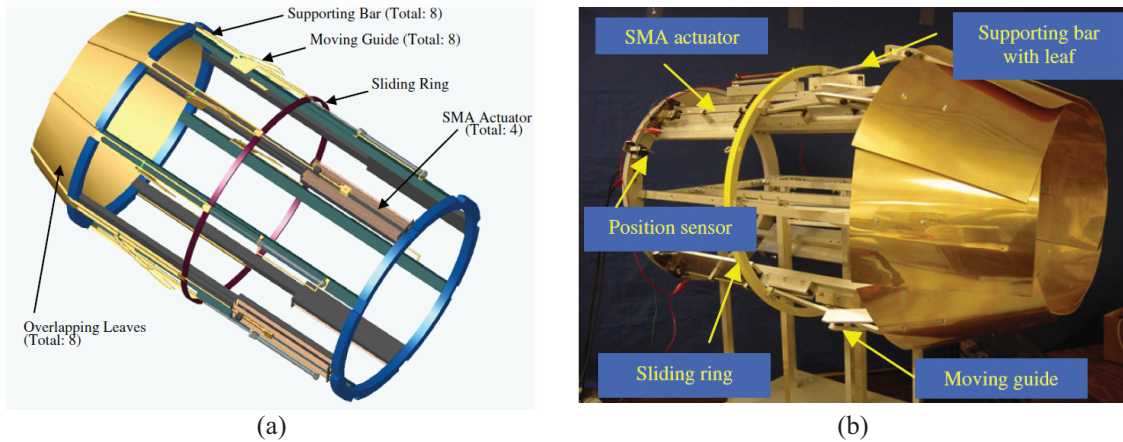 Supporting Bar (Total: 8)
Moving Guide (Total: 8)
Sliding Ring
SMA Actuator
(Total: 4)
Overlapping Leaves
(Total: 8)
(a)
SMA actuator
Supporting bar
with leaf
Position sensor
Sliding ring
Moving guide
(b)